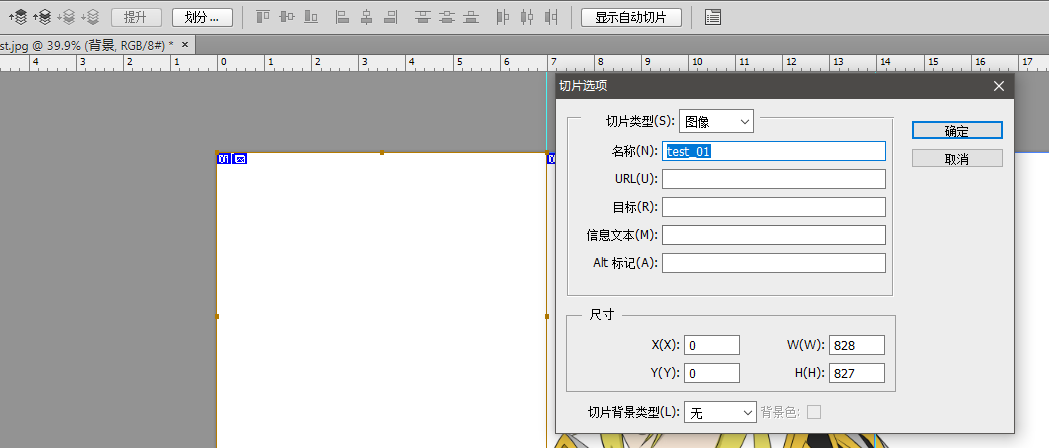 提升 划分 ... 显示自动切片
st.jpg @ 39.9% (背景, RGB/8#) * ×
4 3 2 1 0 1 2 3 4 5 6 7 8 9 10 11 12 13 14 15 16 17
切片选项
切片类型(S): 图像
确定
名称(N): test_01
取消
URL(U):
目标(R):
信息文本(M):
Alt 标记(A):
尺寸
X(X): 0 W(W): 828
Y(Y): 0 H(H): 827
切片背景类型(L): 无 背景色:
01